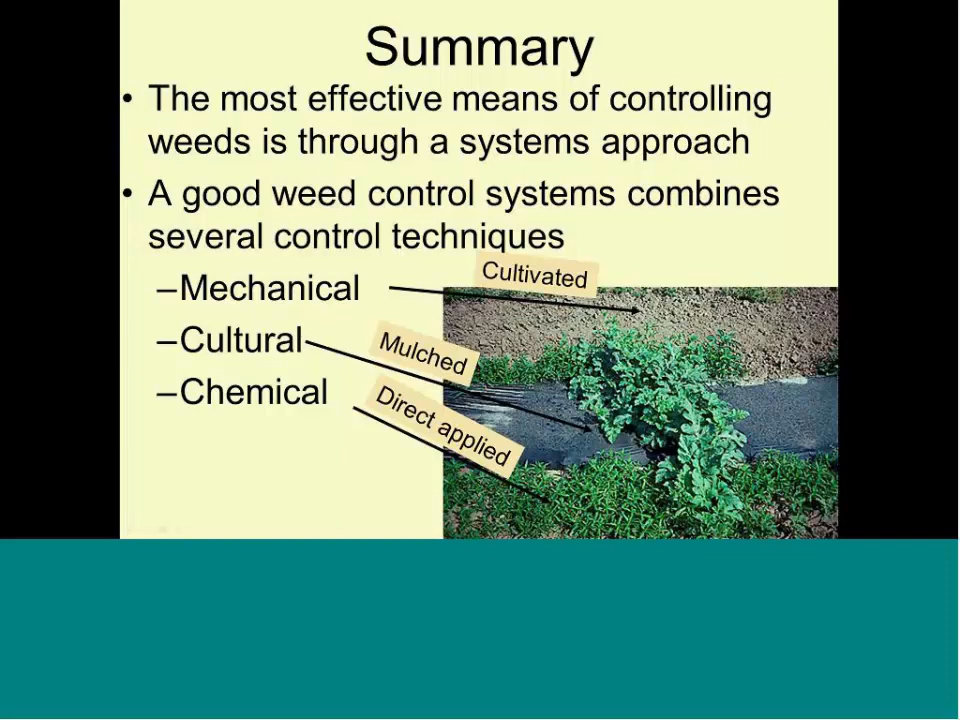 Summary
• The most effective means of controlling
weeds is through a systems approach
• A good weed control systems combines
several control techniques
–Mechanical
–Cultural
–Chemical
Cultivated
Mulched
Direct applied